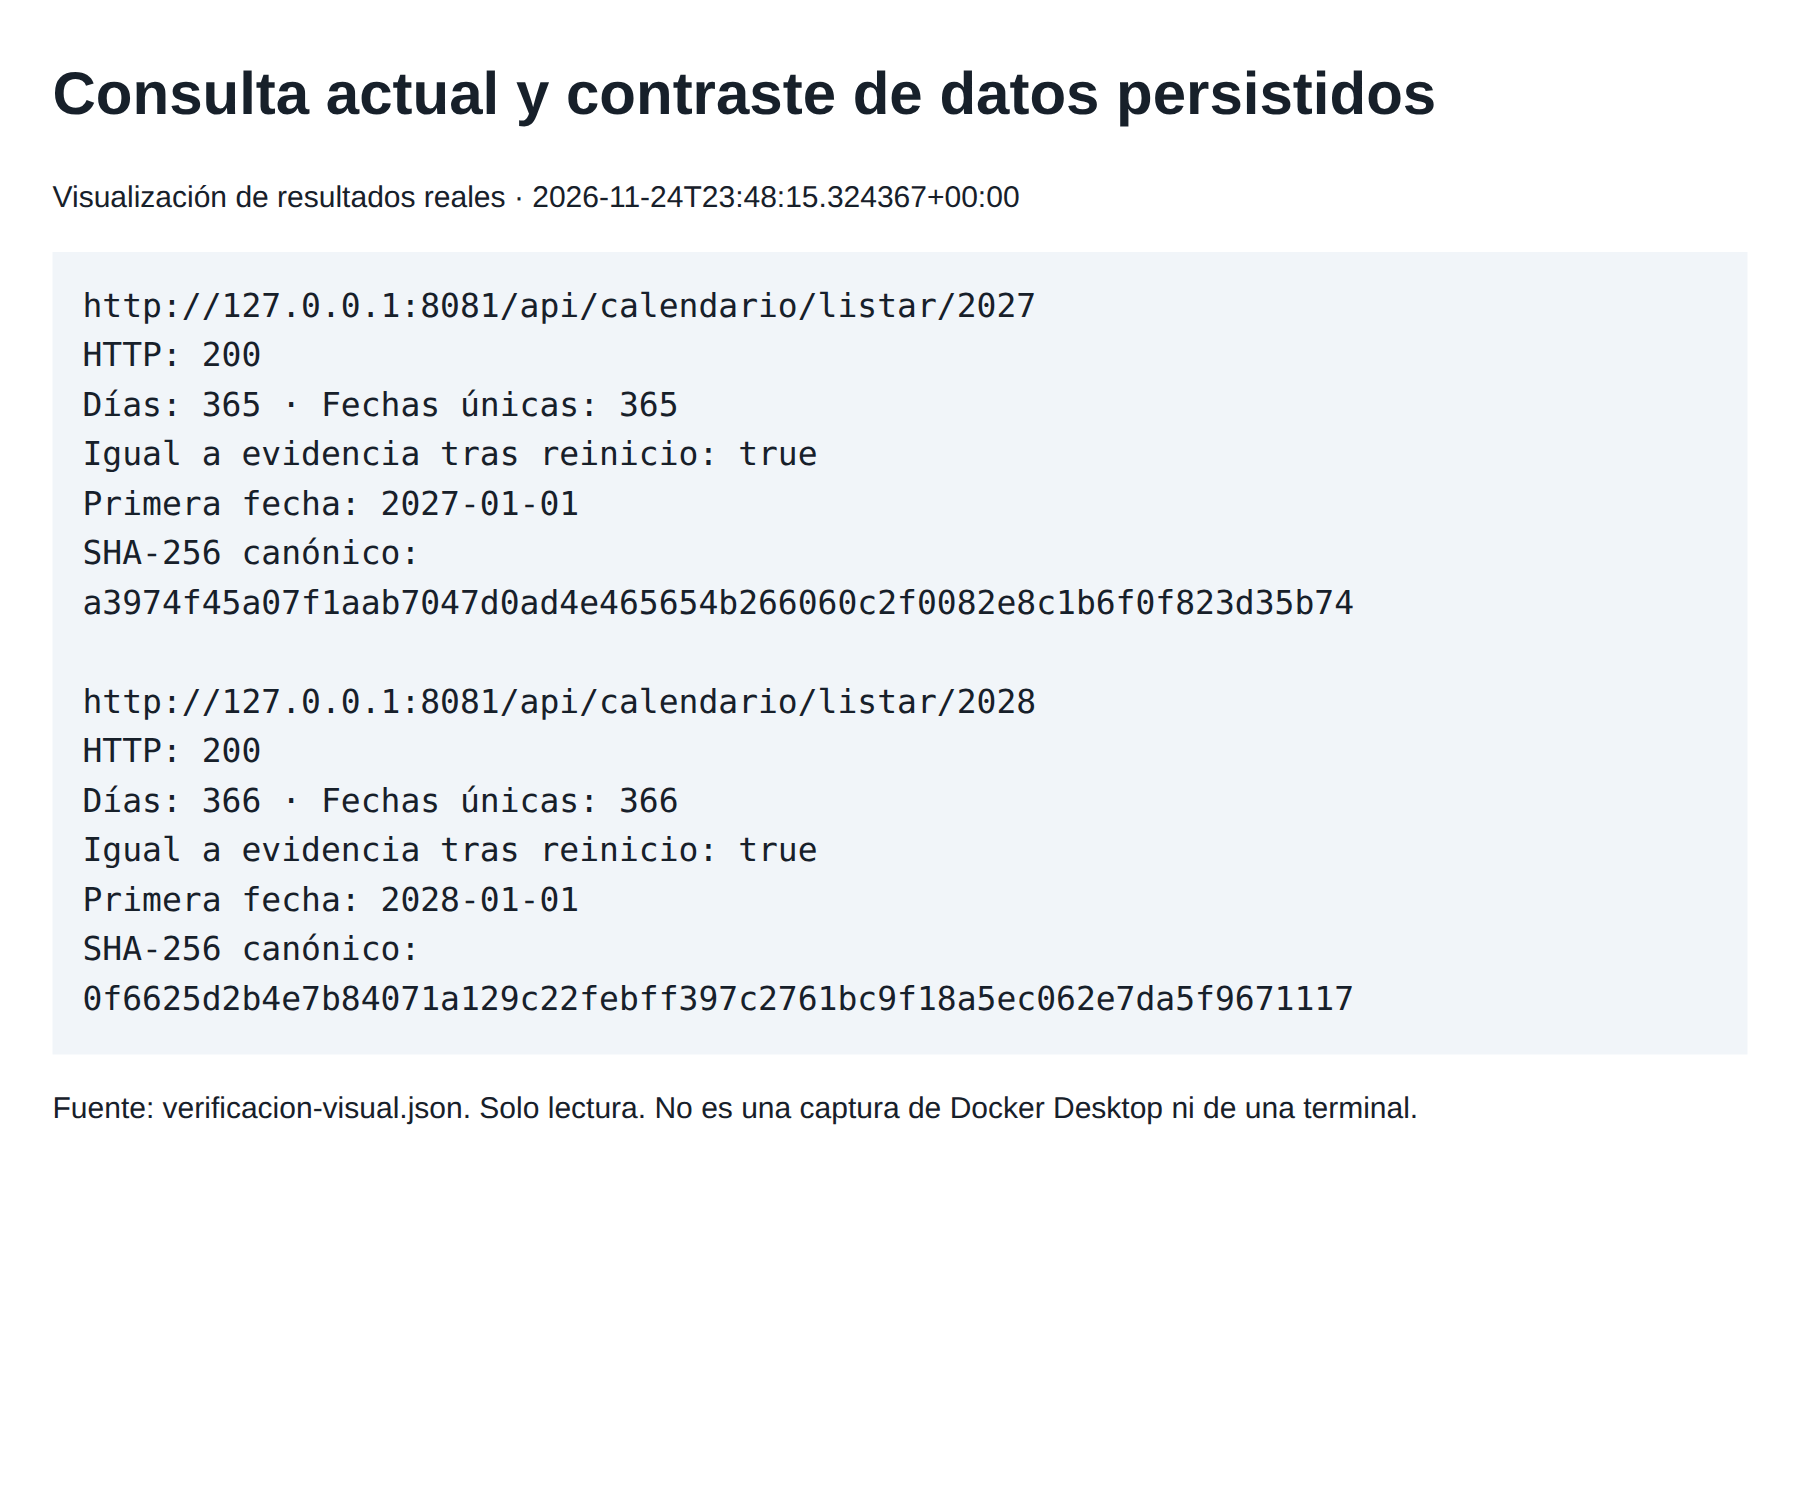 Consulta actual y contraste de datos persistidos
Visualización de resultados reales · 2026-11-24T23:48:15.324367+00:00
http://127.0.0.1:8081/api/calendario/listar/2027
HTTP: 200
Días: 365 · Fechas únicas: 365
Igual a evidencia tras reinicio: true
Primera fecha: 2027-01-01
SHA-256 canónico:
a3974f45a07f1aab7047d0ad4e465654b266060c2f0082e8c1b6f0f823d35b74
http://127.0.0.1:8081/api/calendario/listar/2028
HTTP: 200
Días: 366 · Fechas únicas: 366
Igual a evidencia tras reinicio: true
Primera fecha: 2028-01-01
SHA-256 canónico:
0f6625d2b4e7b84071a129c22febff397c2761bc9f18a5ec062e7da5f9671117
Fuente: verificacion-visual.json. Solo lectura. No es una captura de Docker Desktop ni de una terminal.